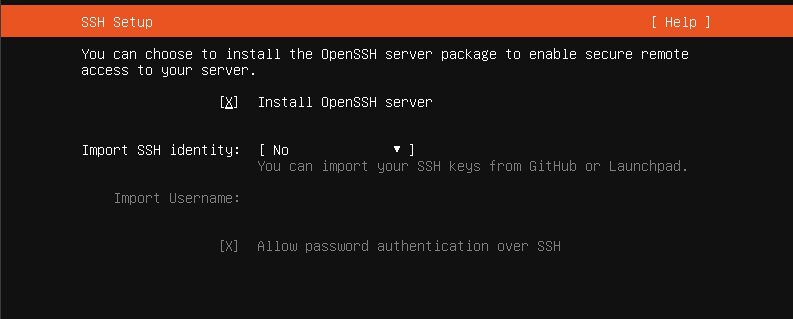 SSH Setup [ Help ]
You can choose to install the OpenSSH server package to enable secure remote
access to your server.
[X] Install OpenSSH server
Import SSH identity: [ No ▼ ]
You can import your SSH keys from GitHub or Launchpad.
Import Username:
[X] Allow password authentication over SSH